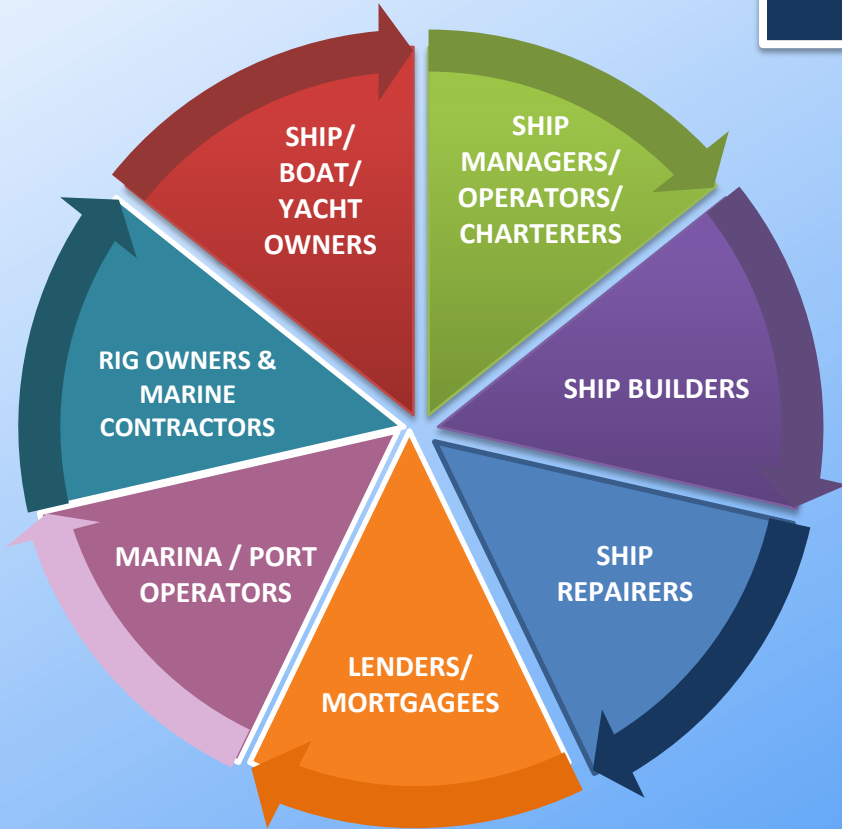 SHIP/
BOAT/
YACHT
OWNERS
SHIP
MANAGERS/
OPERATORS/
CHARTERERS
SHIP BUILDERS
SHIP
REPAIRERS
LENDERS/
MORTGAGEES
MARINA / PORT
OPERATORS
RIG OWNERS &
MARINE
CONTRACTORS